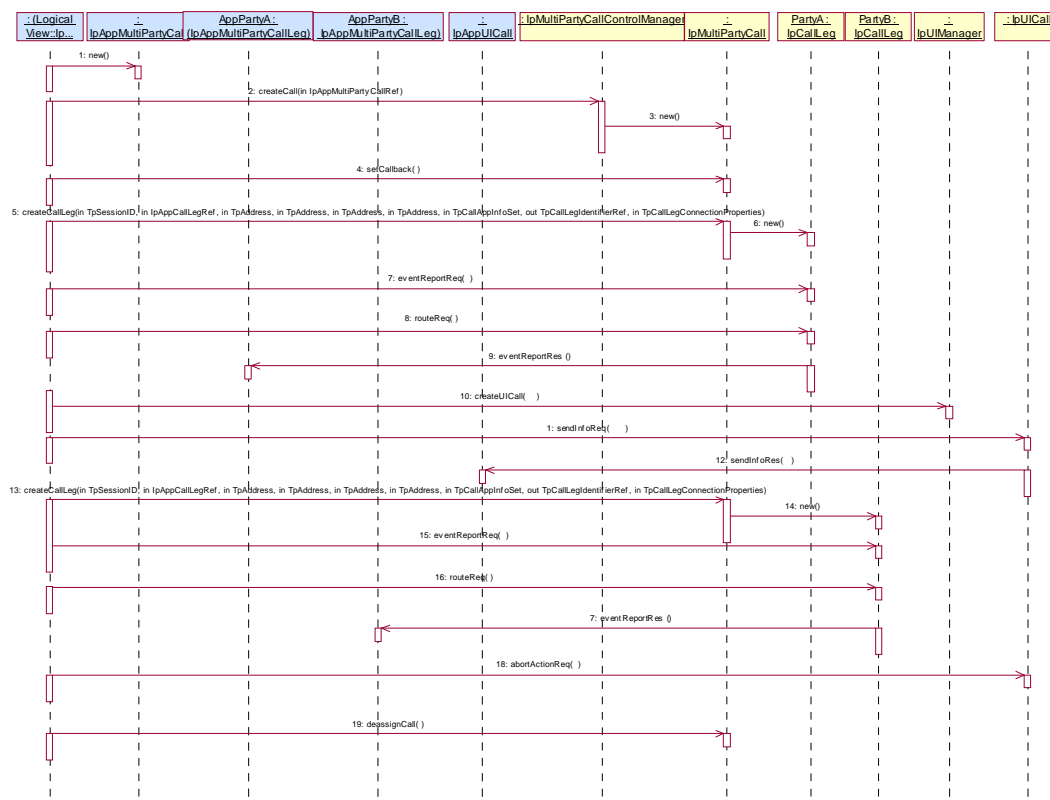 : (Logical
View::Ip...
:
IpAppMultiPartyCal
AppPartyA :
(IpAppMultiPartyCallLeg)
AppPartyB :
IpAppMultiPartyCallLeg)
:
IpAppUICall
: IpMultiPartyCallControlManager
:
IpMultiPartyCall
PartyA :
IpCallLeg
PartyB :
IpCallLeg
:
IpUIManager
: IpUICall
1: new()
2: createCall(in IpAppMultiPartyCallRef)
3: new()
4: setCallback( )
5: createCallLeg(in TpSessionID, in IpAppCallLegRef, in TpAddress, in TpAddress, in TpAddress, in TpAddress, in TpCallAppInfoSet, out TpCallLegIdentifierRef, in TpCallLegConnectionProperties)
6: new()
7: eventReportReq( )
8: routeReq( )
9: eventReportRes ()
10: createUICall( )
1: sendInfoReq( )
12: sendInfoRes( )
13: createCallLeg(in TpSessionID, in IpAppCallLegRef, in TpAddress, in TpAddress, in TpAddress, in TpAddress, in TpCallAppInfoSet, out TpCallLegIdentifierRef, in TpCallLegConnectionProperties)
14: new()
15: eventReportReq( )
16: routeReq( )
7: eventReportRes ()
18: abortActionReq( )
19: deassignCall( )